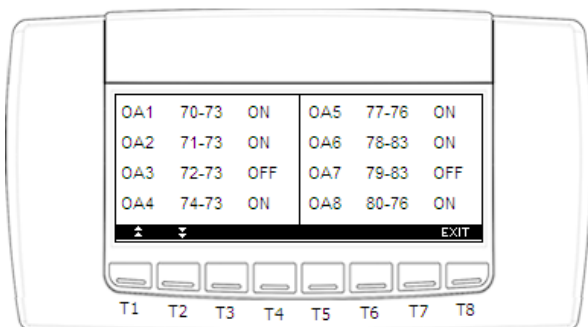 OA1 70-73 ON OA5 77-76 ON
OA2 71-73 ON OA6 78-83 ON
OA3 72-73 OFF OA7 79-83 OFF
OA4 74-73 ON OA8 80-76 ON
EXIT
T1 T2 T3 T4 T5 T6 T7 T8